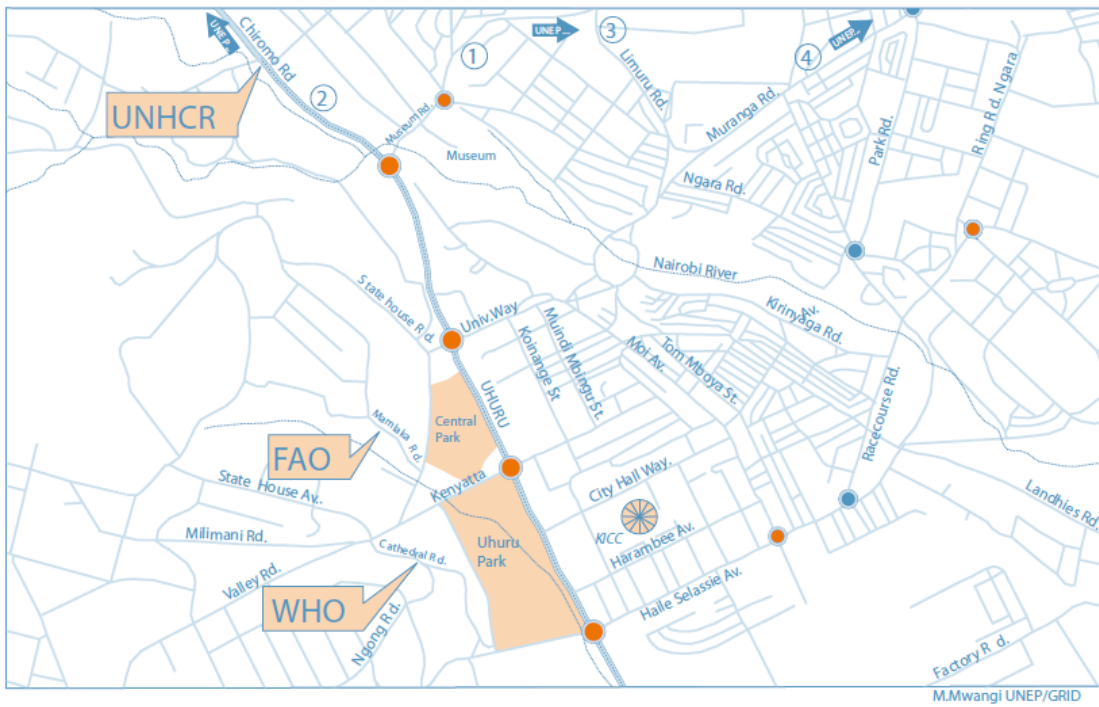 UNEP...
Chiromo Rd
UNEP....
1
3
4
UNEP..
2
UNHCR
Museum Rd.
Museum
Limuru Rd.
Muranga Rd.
Park Rd.
Ring Rd. Ngara
Ngara Rd.
Nairobi River
State house Rd.
Univ.Way
Kirinyaga Rd.
Av.
Koinange St
Muindi Mbingu St.
Moi Av.
Tom Mboya St.
UHURU
Central
Park
Mamlaka Rd.
FAO
Racecourse Rd.
State House Av..
Kenyatta
City Hall Way.
Landhies Rd.
Milimani Rd.
Uhuru
Park
KICC
Harambee Av.
Cathedral Rd.
Valley Rd.
WHO
Haile Selassie Av.
Ngong Rd.
Factory R d.
M.Mwangi UNEP/GRID